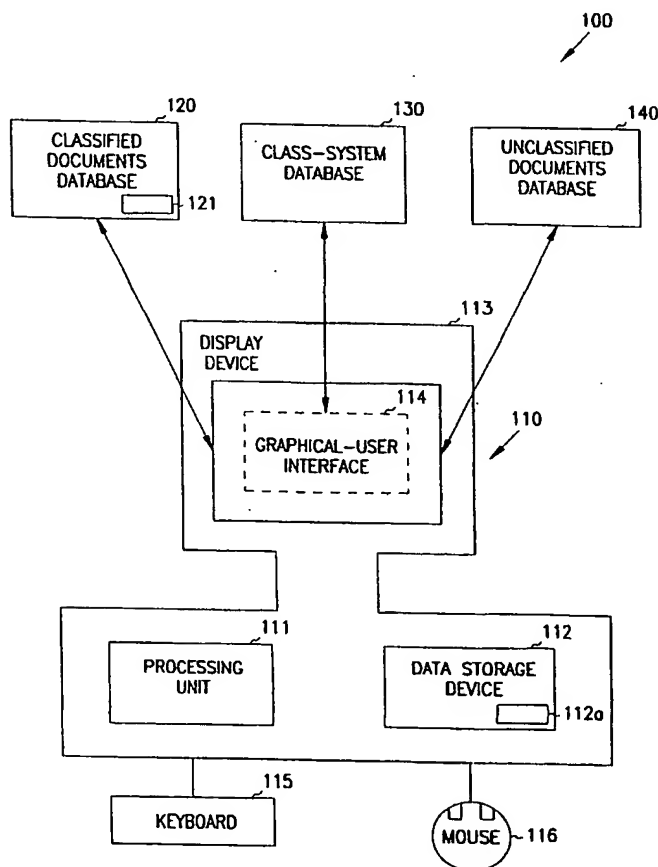 100
120
130
140
CLASSIFIED
DOCUMENTS
DATABASE
121
CLASS-SYSTEM
DATABASE
UNCLASSIFIED
DOCUMENTS
DATABASE
113
DISPLAY
DEVICE
114
GRAPHICAL-USER
INTERFACE
110
111
PROCESSING
UNIT
112
DATA STORAGE
DEVICE
112a
115
KEYBOARD
MOUSE
116